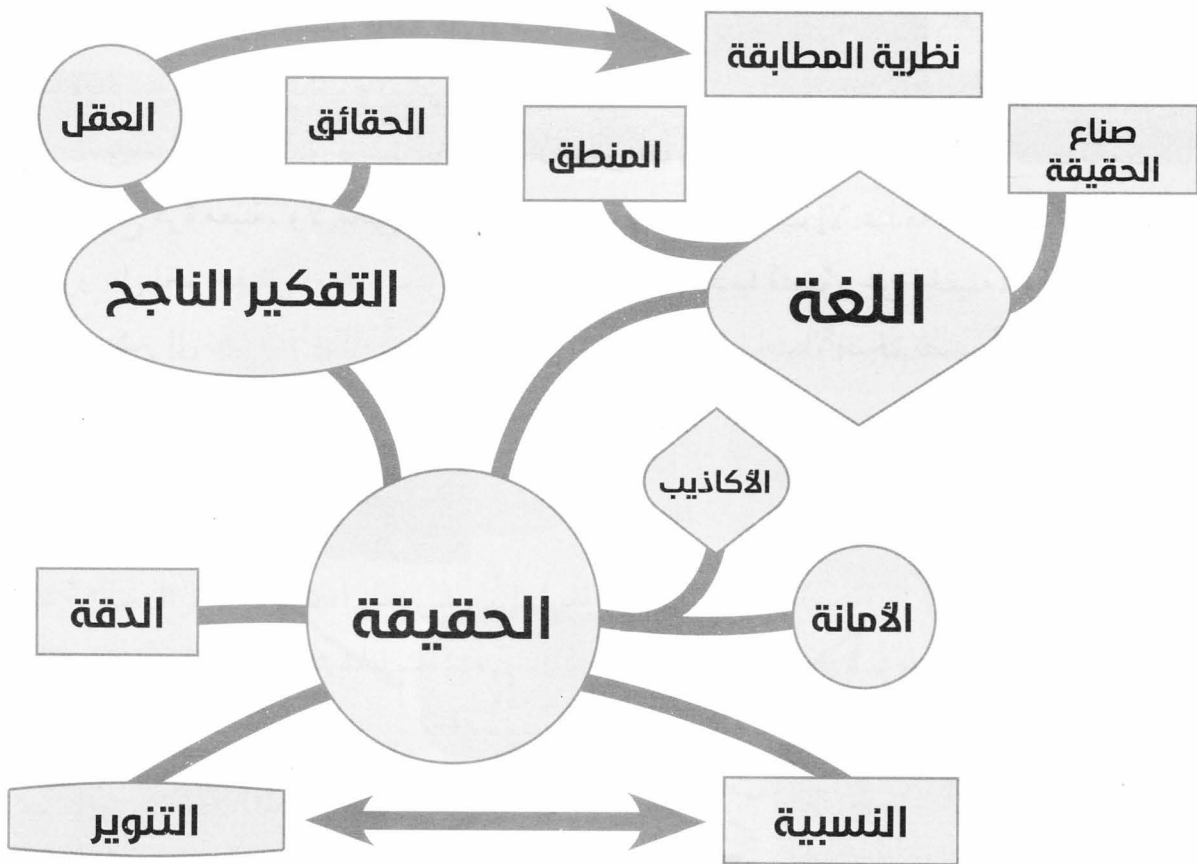 نظرية المطابقة
العقل
الحقائق
المنطق
صناع
الحقيقة
التفكير الناجح
اللغة
الأكاذيب
الدقة
الحقيقة
الأمانة
التنوير
النسبية